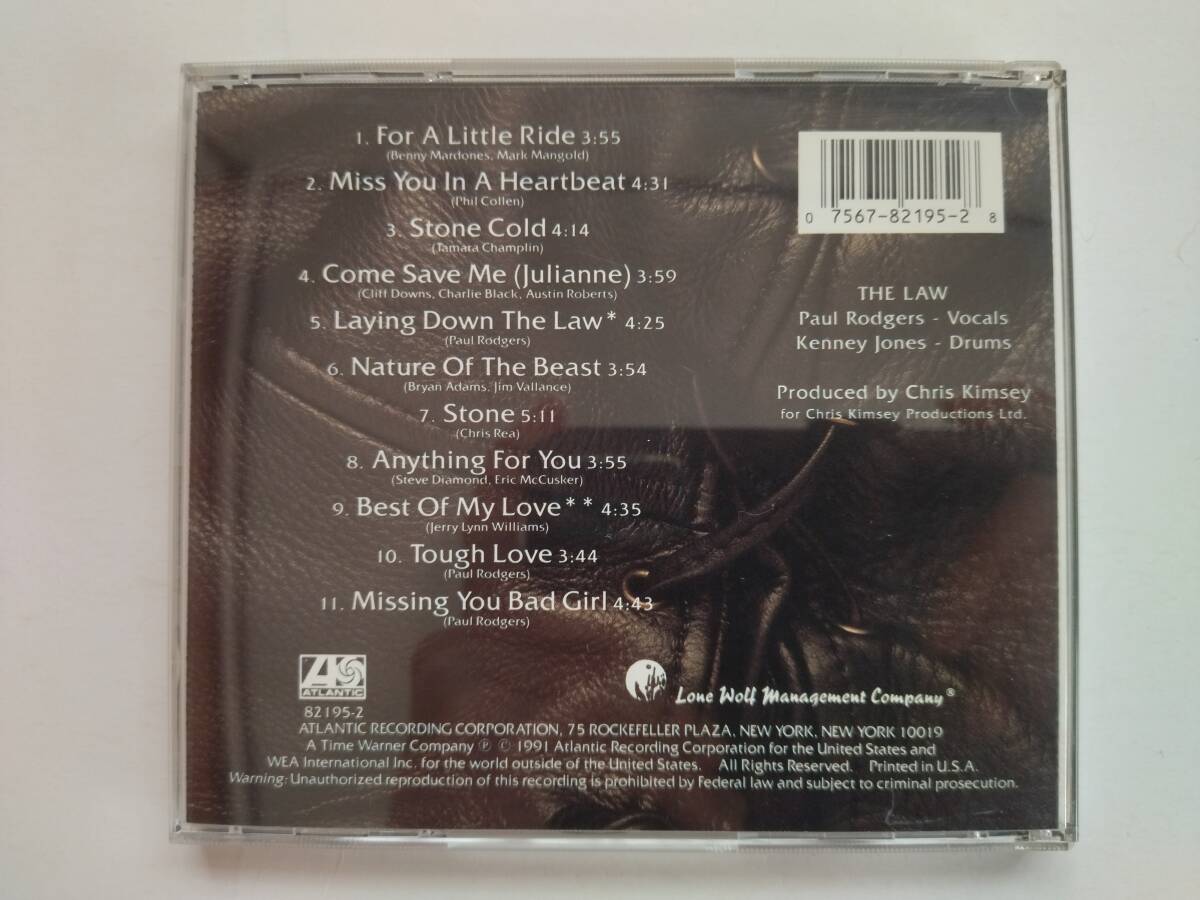 1. For A Little Ride 3:55
(Benny Mardones, Mark Mangold)
2. Miss You In A Heartbeat 4:31
(Phil Collen)
3. Stone Cold 4:14
(Tamara Champlin)
4. Come Save Me (Julianne) 3:59
(Cliff Downs, Charlie Black, Austin Roberts)
5. Laying Down The Law* 4:25
(Paul Rodgers)
6. Nature Of The Beast 3:54
(Bryan Adams, Jim Vallance)
7. Stone 5:11
(Chris Rea)
8. Anything For You 3:55
(Steve Diamond, Eric McCusker)
9. Best Of My Love** 4:35
(Jerry Lynn Williams)
10. Tough Love 3:44
(Paul Rodgers)
11. Missing You Bad Girl 4:43
(Paul Rodgers)
0 7567-82195-2 8
THE LAW
Paul Rodgers - Vocals
Kenney Jones - Drums
Produced by Chris Kimsey
for Chris Kimsey Productions Ltd.
ATLANTIC
82195-2
Lone Wolf Management Company®
ATLANTIC RECORDING CORPORATION, 75 ROCKEFELLER PLAZA, NEW YORK, NEW YORK 10019
A Time Warner Company ℗ © 1991 Atlantic Recording Corporation for the United States and
WEA International Inc. for the world outside of the United States. All Rights Reserved. Printed in U.S.A.
Warning: Unauthorized reproduction of this recording is prohibited by Federal law and subject to criminal prosecution.